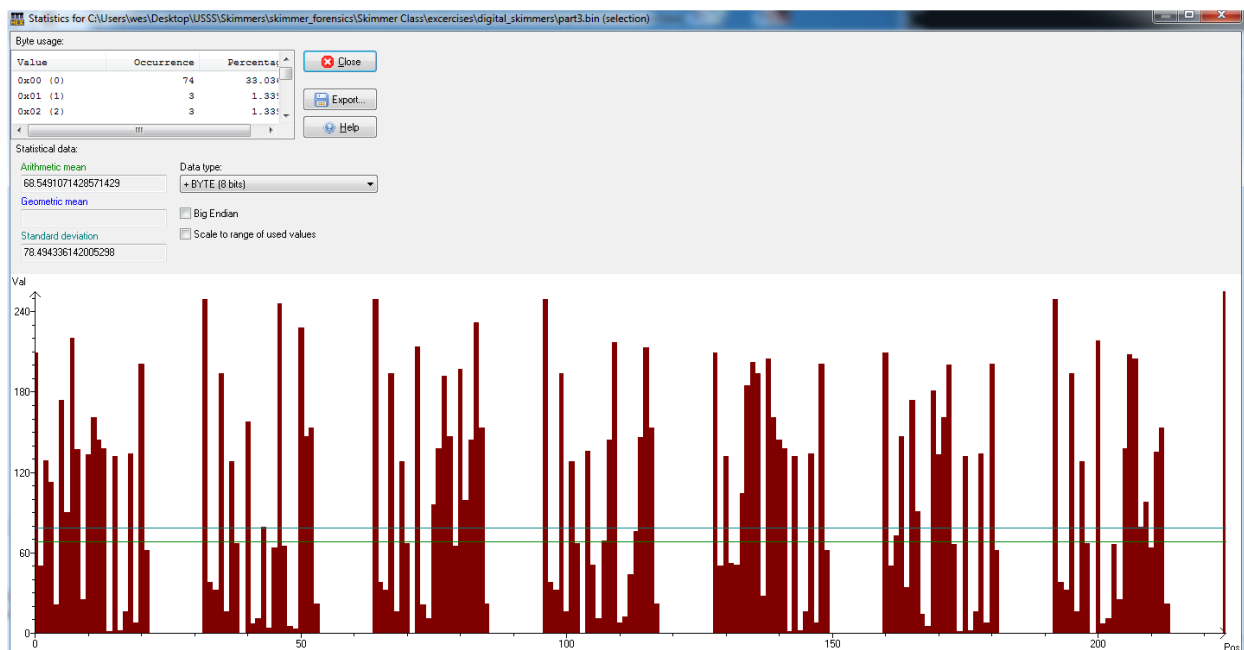 Statistics for C:\Users\wes\Desktop\USSS\Skimmers\skimmer_forensics\Skimmer Class\excercises\digital_skimmers\part3.bin (selection)
Byte usage:
Value Occurrence Percentag
0x00 (0) 74 33.03
0x01 (1) 3 1.339
0x02 (2) 3 1.339
Close
Export...
Help
Statistical data:
Arithmetic mean
68.5491071428571429
Geometric mean
Standard deviation
78.494336142005298
Data type:
+ BYTE (8 bits)
Big Endian
Scale to range of used values
Val
240
180
120
60
0
0 50 100 150 200 Pos